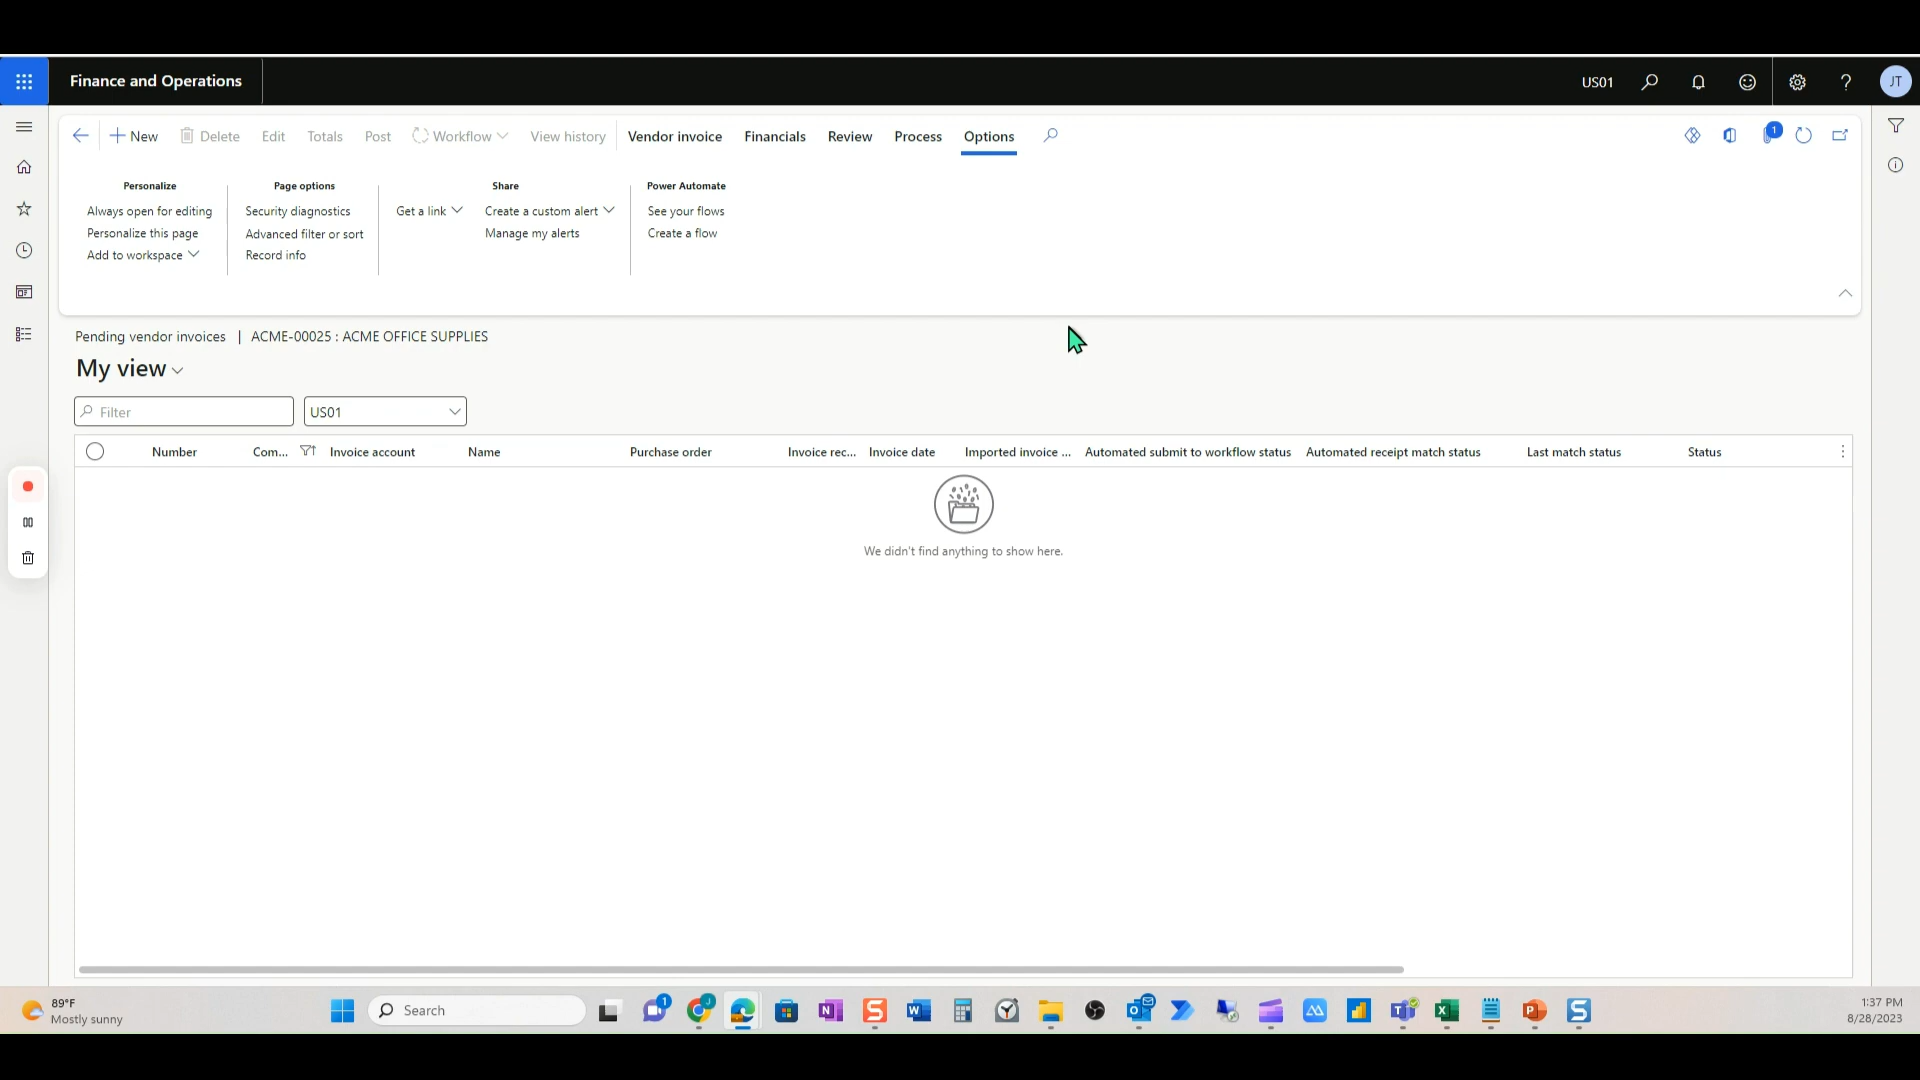 Finance and Operations
US01
JT
New
Delete
Edit
Totals
Post
Workflow
View history
Vendor invoice
Financials
Review
Process
Options
1
Personalize
Always open for editing
Personalize this page
Add to workspace
Page options
Security diagnostics
Advanced filter or sort
Record info
Share
Get a link
Create a custom alert
Manage my alerts
Power Automate
See your flows
Create a flow
Pending vendor invoices | ACME-00025 : ACME OFFICE SUPPLIES
My view
Filter
US01
Number Com... Invoice account Name Purchase order Invoice rec... Invoice date Imported invoice ... Automated submit to workflow status Automated receipt match status Last match status Status
We didn't find anything to show here.
89°F
Mostly sunny
Search
1
J
N
S
W
O
T
X
P
S
1:37 PM
8/28/2023